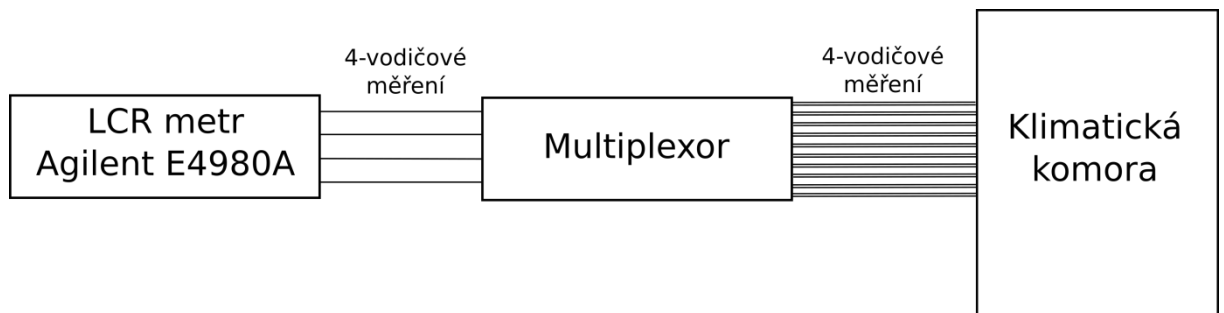 4-vodičové
měření
4-vodičové
měření
LCR metr
Agilent E4980A
Multiplexor
Klimatická
komora